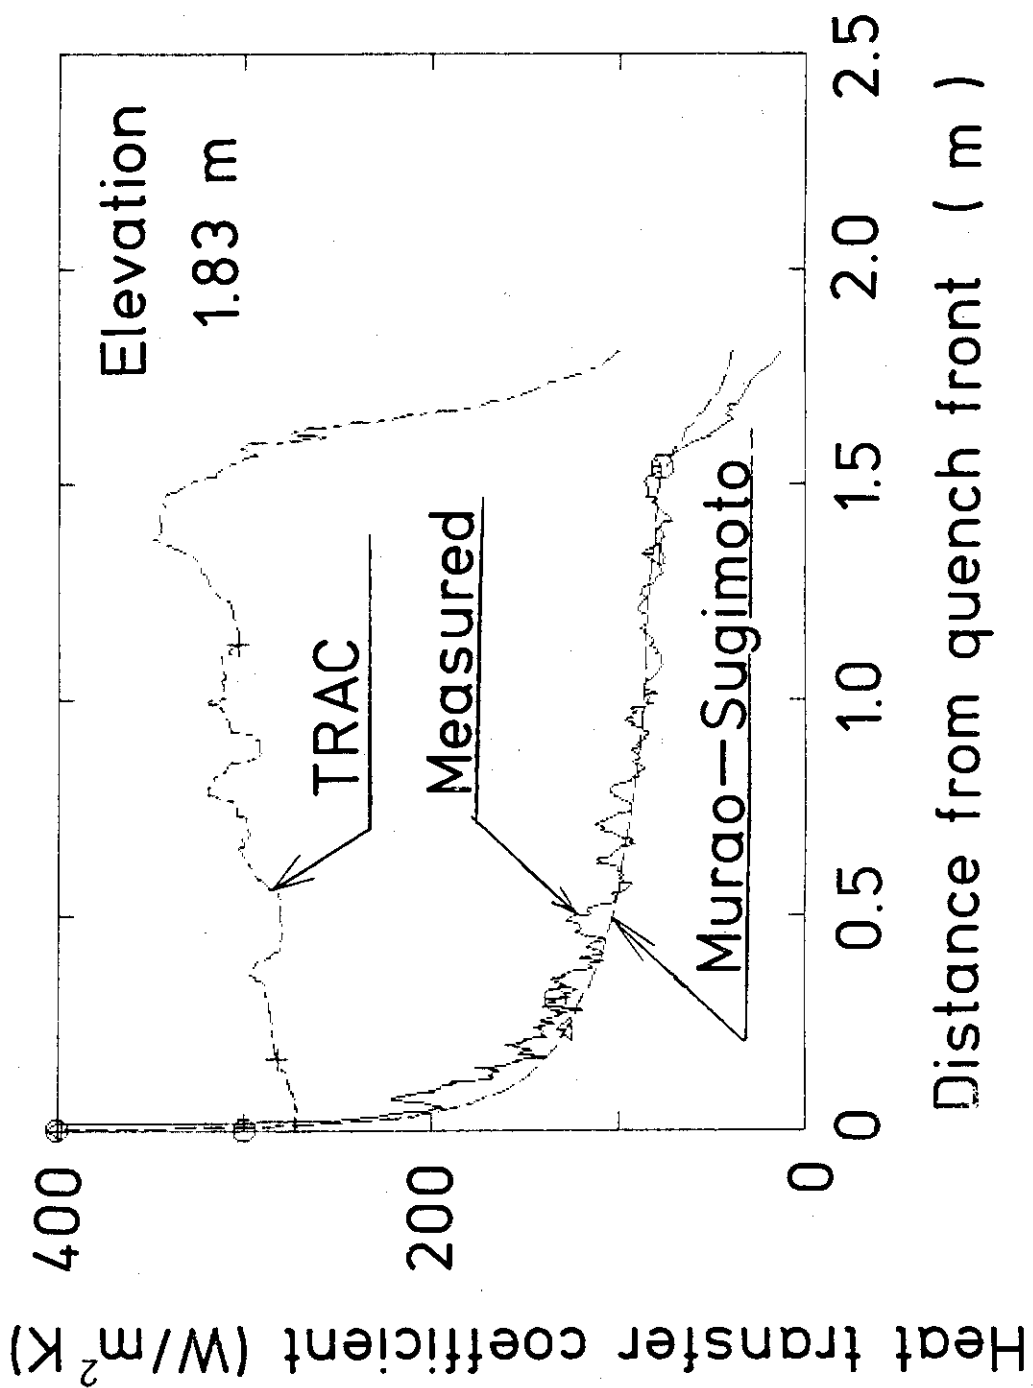 Heat transfer coefficient (W/m²K)
400
200
0
Elevation
1.83 m
TRAC
Measured
Murao-Sugimoto
0
0.5
1.0
1.5
2.0
2.5
Distance from quench front ( m )